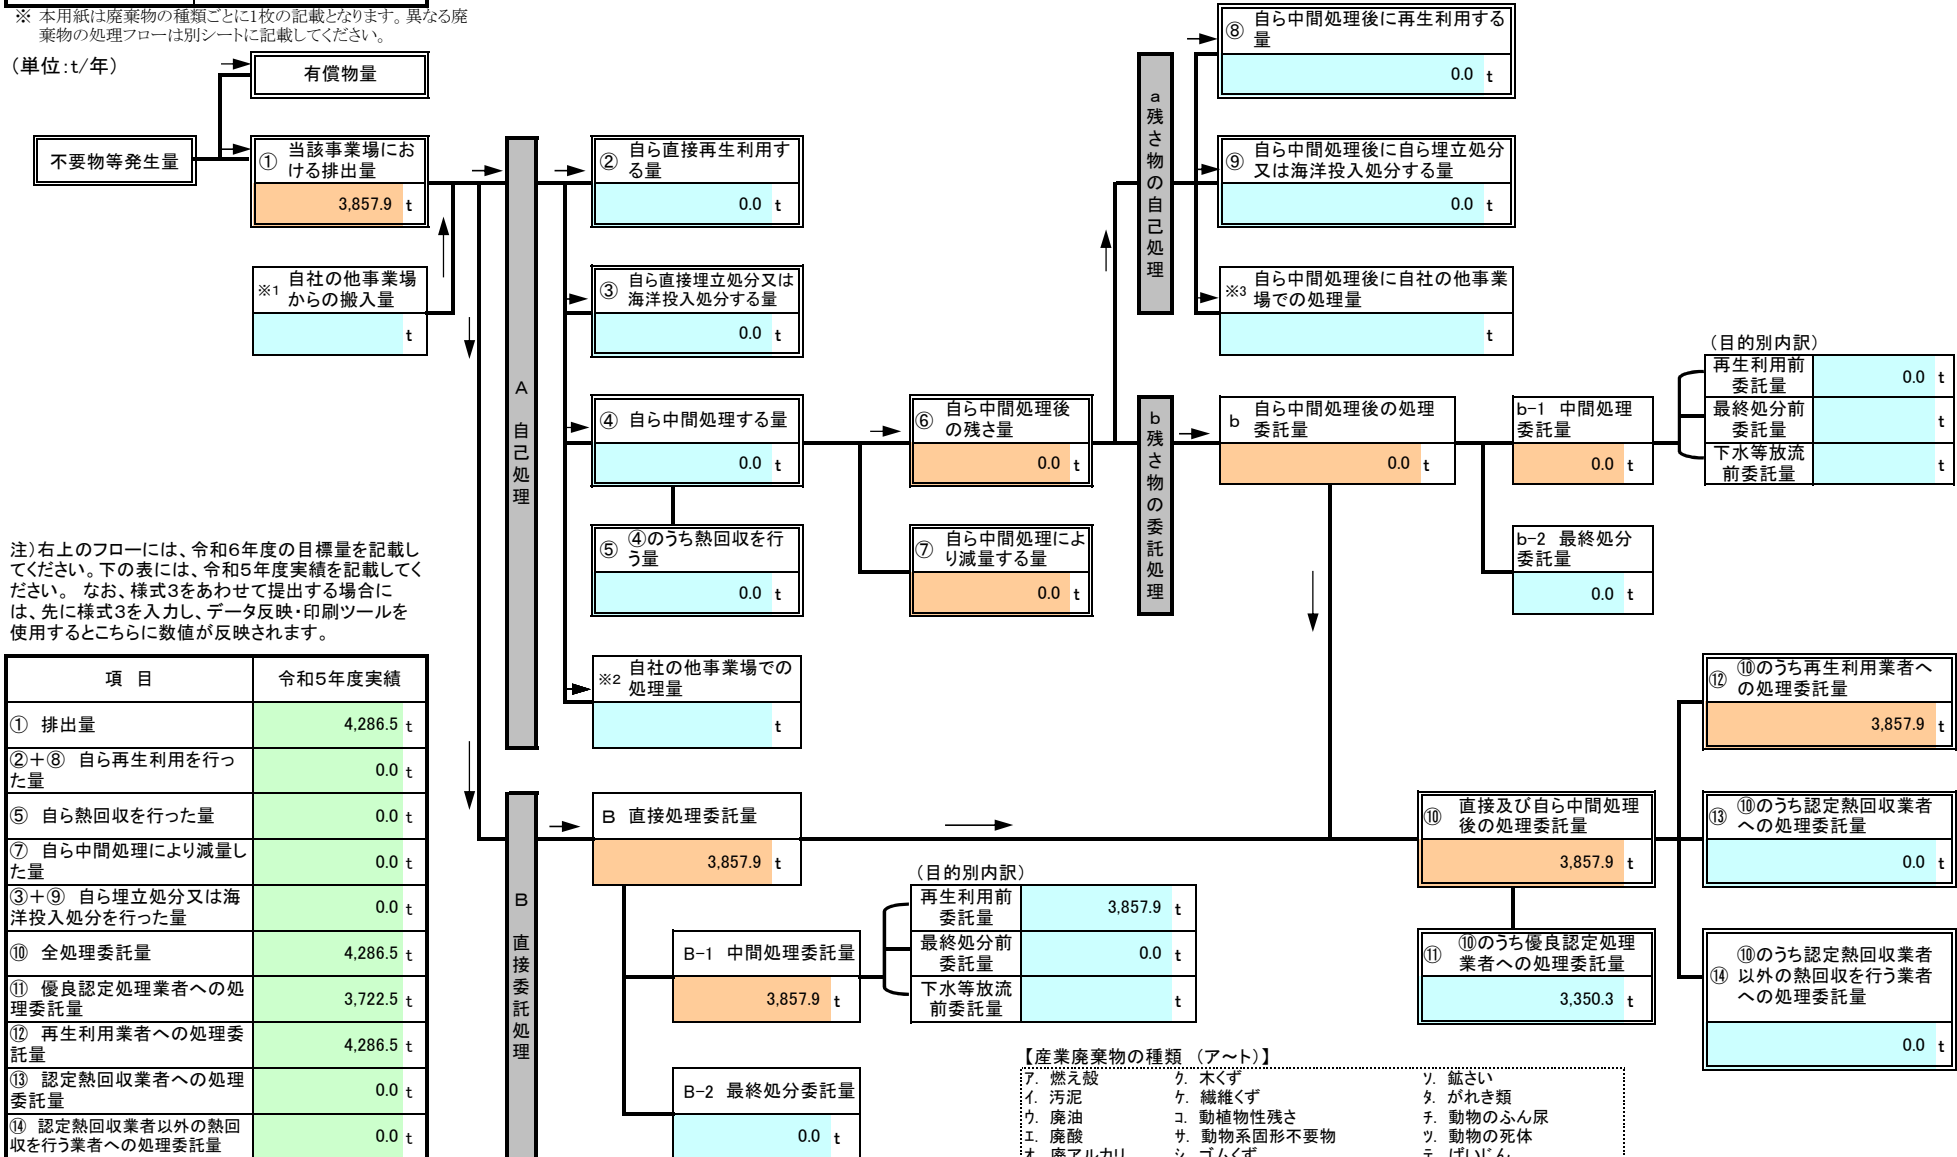 ※ 本用紙は廃棄物の種類ごとに1枚の記載となります。異なる廃
棄物の処理フローは別シートに記載してください。
(単位:t/年)
有償物量
不要物等発生量
① 当該事業場にお
ける排出量
3,857.9 t
※1 自社の他事業場
からの搬入量
t
A 自己処理
② 自ら直接再生利用す
る量
0.0 t
③ 自ら直接埋立処分又は
海洋投入処分する量
0.0 t
④ 自ら中間処理する量
0.0 t
⑤ ④のうち熱回収を行
う量
0.0 t
※2 自社の他事業場での
処理量
t
⑥ 自ら中間処理後
の残さ量
0.0 t
⑦ 自ら中間処理によ
り減量する量
0.0 t
a 残さ物の自己処理
⑧ 自ら中間処理後に再生利用する
量
0.0 t
⑨ 自ら中間処理後に自ら埋立処分
又は海洋投入処分する量
0.0 t
※3 自ら中間処理後に自社の他事業
場での処理量
t
b 残さ物の委託処理
b 自ら中間処理後の処理
委託量
0.0 t
b-1 中間処理
委託量
0.0 t
(目的別内訳)
再生利用前
委託量
0.0 t
最終処分前
委託量
t
下水等放流
前委託量
t
b-2 最終処分
委託量
0.0 t
注)右上のフローには、令和6年度の目標量を記載し
てください。下の表には、令和5年度実績を記載してく
ださい。 なお、様式3をあわせて提出する場合に
は、先に様式3を入力し、データ反映・印刷ツールを
使用するとこちらに数値が反映されます。
項 目 令和5年度実績
① 排出量 4,286.5 t
②+⑧ 自ら再生利用を行っ
た量 0.0 t
⑤ 自ら熱回収を行った量 0.0 t
⑦ 自ら中間処理により減量し
た量 0.0 t
③+⑨ 自ら埋立処分又は海
洋投入処分を行った量 0.0 t
⑩ 全処理委託量 4,286.5 t
⑪ 優良認定処理業者への処
理委託量 3,722.5 t
⑫ 再生利用業者への処理委
託量 4,286.5 t
⑬ 認定熱回収業者への処理
委託量 0.0 t
⑭ 認定熱回収業者以外の熱回
収を行う業者への処理委託量 0.0 t
B 直接委託処理
B 直接処理委託量
3,857.9 t
B-1 中間処理委託量
3,857.9 t
(目的別内訳)
再生利用前
委託量
3,857.9 t
最終処分前
委託量
0.0 t
下水等放流
前委託量
t
B-2 最終処分委託量
0.0 t
⑩ 直接及び自ら中間処理
後の処理委託量
3,857.9 t
⑪ ⑩のうち優良認定処理
業者への処理委託量
3,350.3 t
⑫ ⑩のうち再生利用業者へ
の処理委託量
3,857.9 t
⑬ ⑩のうち認定熱回収業者
への処理委託量
0.0 t
⑭ ⑩のうち認定熱回収業者
以外の熱回収を行う業者
への処理委託量
0.0 t
【産業廃棄物の種類 (ア~ト)】
ア. 燃え殻 ク. 木くず ソ. 鉱さい
イ. 汚泥 ケ. 繊維くず タ. がれき類
ウ. 廃油 コ. 動植物性残さ チ. 動物のふん尿
エ. 廃酸 サ. 動物系固形不要物 ツ. 動物の死体
オ. 廃アルカリ シ. ゴムくず テ. ばいじん